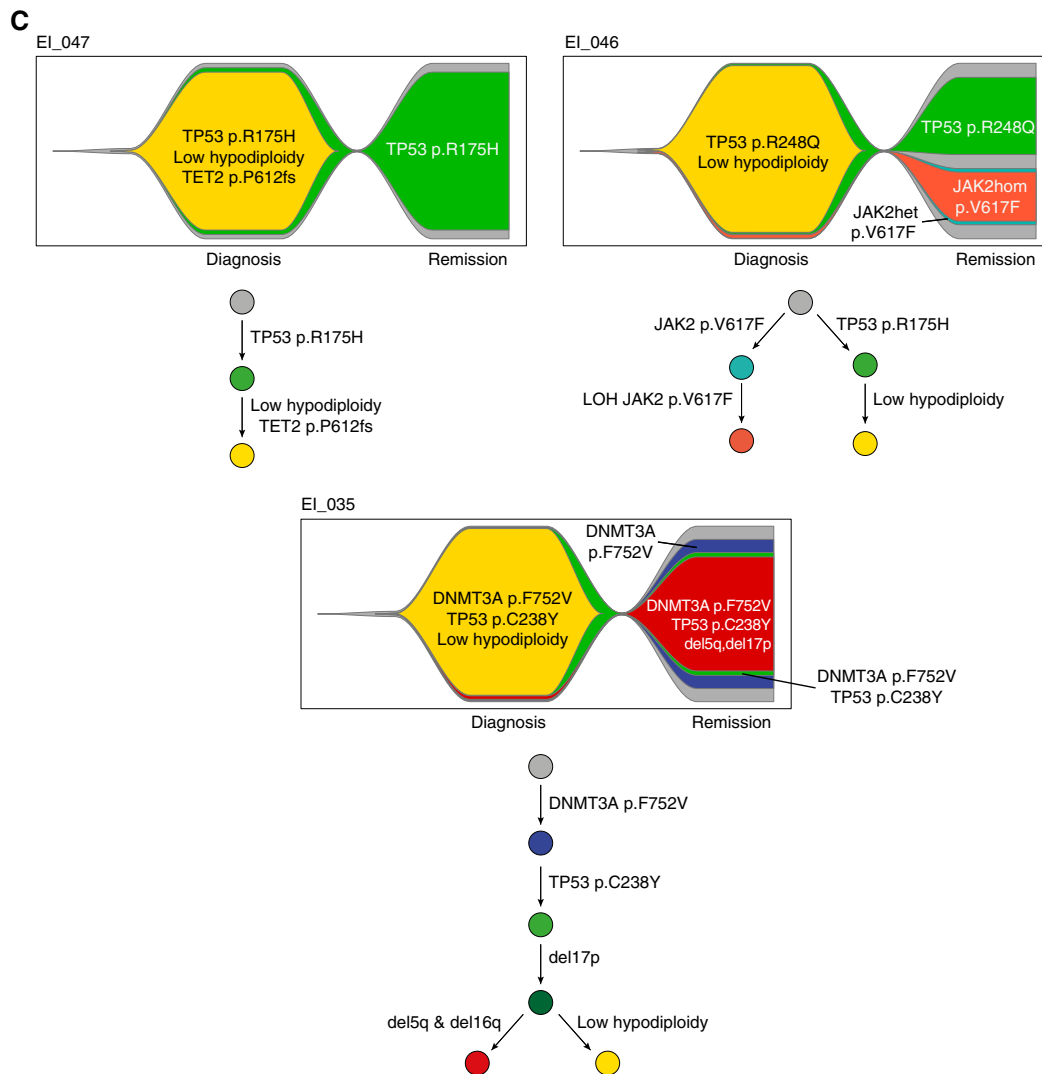 C
EI_047
TP53 p.R175H
Low hypodiploidy
TET2 p.P612fs
TP53 p.R175H
Diagnosis
Remission
TP53 p.R175H
Low hypodiploidy
TET2 p.P612fs
EI_046
TP53 p.R248Q
Low hypodiploidy
TP53 p.R248Q
JAK2hom
p.V617F
JAK2het
p.V617F
Diagnosis
Remission
JAK2 p.V617F
TP53 p.R175H
LOH JAK2 p.V617F
Low hypodiploidy
EI_035
DNMT3A
p.F752V
DNMT3A p.F752V
TP53 p.C238Y
Low hypodiploidy
DNMT3A p.F752V
TP53 p.C238Y
del5q,del17p
DNMT3A p.F752V
TP53 p.C238Y
Diagnosis
Remission
DNMT3A p.F752V
TP53 p.C238Y
del17p
del5q & del16q
Low hypodiploidy